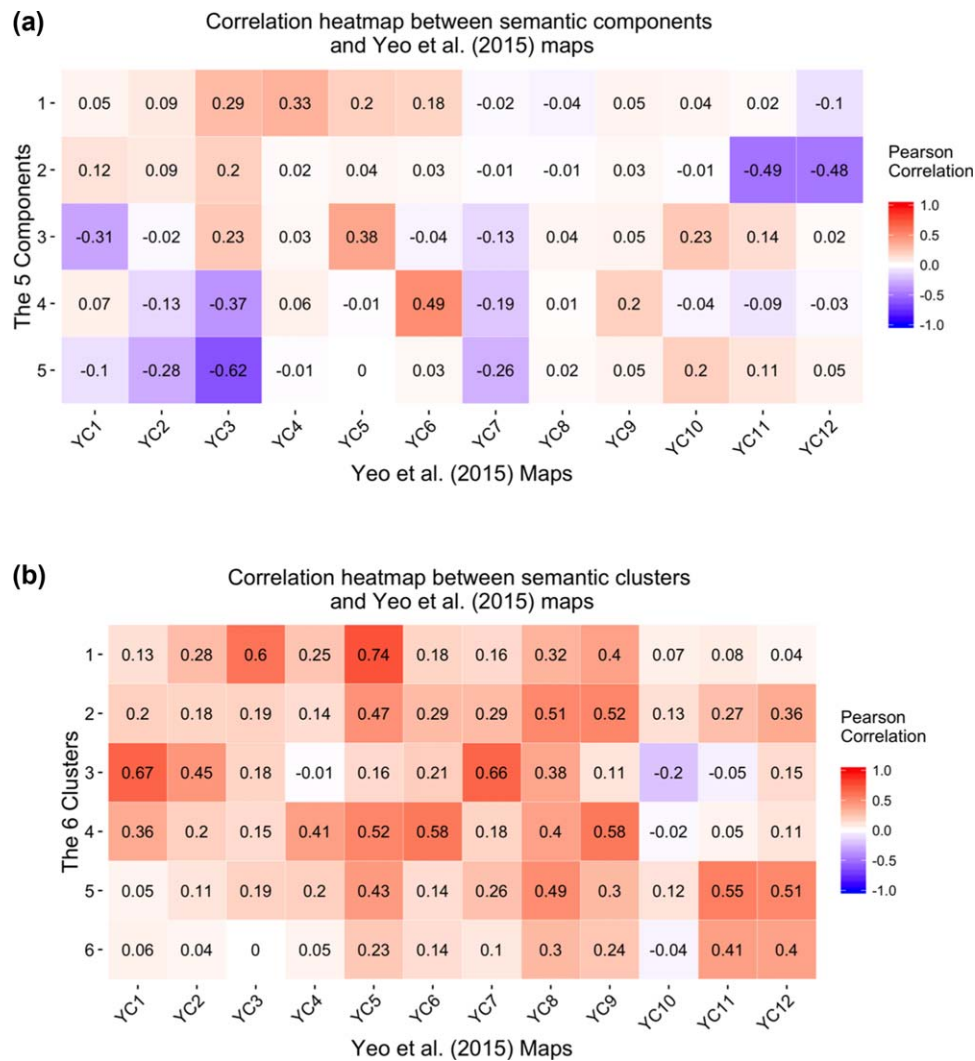 (a)
Correlation heatmap between semantic components
and Yeo et al. (2015) maps
The 5 Components
1 0.05 0.09 0.29 0.33 0.2 0.18 -0.02 -0.04 0.05 0.04 0.02 -0.1
2 0.12 0.09 0.2 0.02 0.04 0.03 -0.01 -0.01 0.03 -0.01 -0.49 -0.48
3 -0.31 -0.02 0.23 0.03 0.38 -0.04 -0.13 0.04 0.05 0.23 0.14 0.02
4 0.07 -0.13 -0.37 0.06 -0.01 0.49 -0.19 0.01 0.2 -0.04 -0.09 -0.03
5 -0.1 -0.28 -0.62 -0.01 0 0.03 -0.26 0.02 0.05 0.2 0.11 0.05
YC1 YC2 YC3 YC4 YC5 YC6 YC7 YC8 YC9 YC10 YC11 YC12
Yeo et al. (2015) Maps
Pearson
Correlation
1.0
0.5
0.0
-0.5
-1.0
(b)
Correlation heatmap between semantic clusters
and Yeo et al. (2015) maps
The 6 Clusters
1 0.13 0.28 0.6 0.25 0.74 0.18 0.16 0.32 0.4 0.07 0.08 0.04
2 0.2 0.18 0.19 0.14 0.47 0.29 0.29 0.51 0.52 0.13 0.27 0.36
3 0.67 0.45 0.18 -0.01 0.16 0.21 0.66 0.38 0.11 -0.2 -0.05 0.15
4 0.36 0.2 0.15 0.41 0.52 0.58 0.18 0.4 0.58 -0.02 0.05 0.11
5 0.05 0.11 0.19 0.2 0.43 0.14 0.26 0.49 0.3 0.12 0.55 0.51
6 0.06 0.04 0 0.05 0.23 0.14 0.1 0.3 0.24 -0.04 0.41 0.4
YC1 YC2 YC3 YC4 YC5 YC6 YC7 YC8 YC9 YC10 YC11 YC12
Yeo et al. (2015) Maps
Pearson
Correlation
1.0
0.5
0.0
-0.5
-1.0